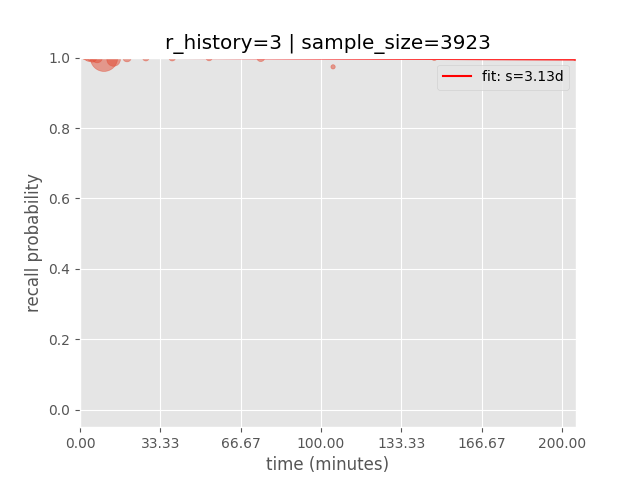 r_history=3 | sample_size=3923
1.0
fit: s=3.13d
0.8
0.6
0.4
0.2
0.0
recall probability
0.00 33.33 66.67 100.00 133.33 166.67 200.00
time (minutes)